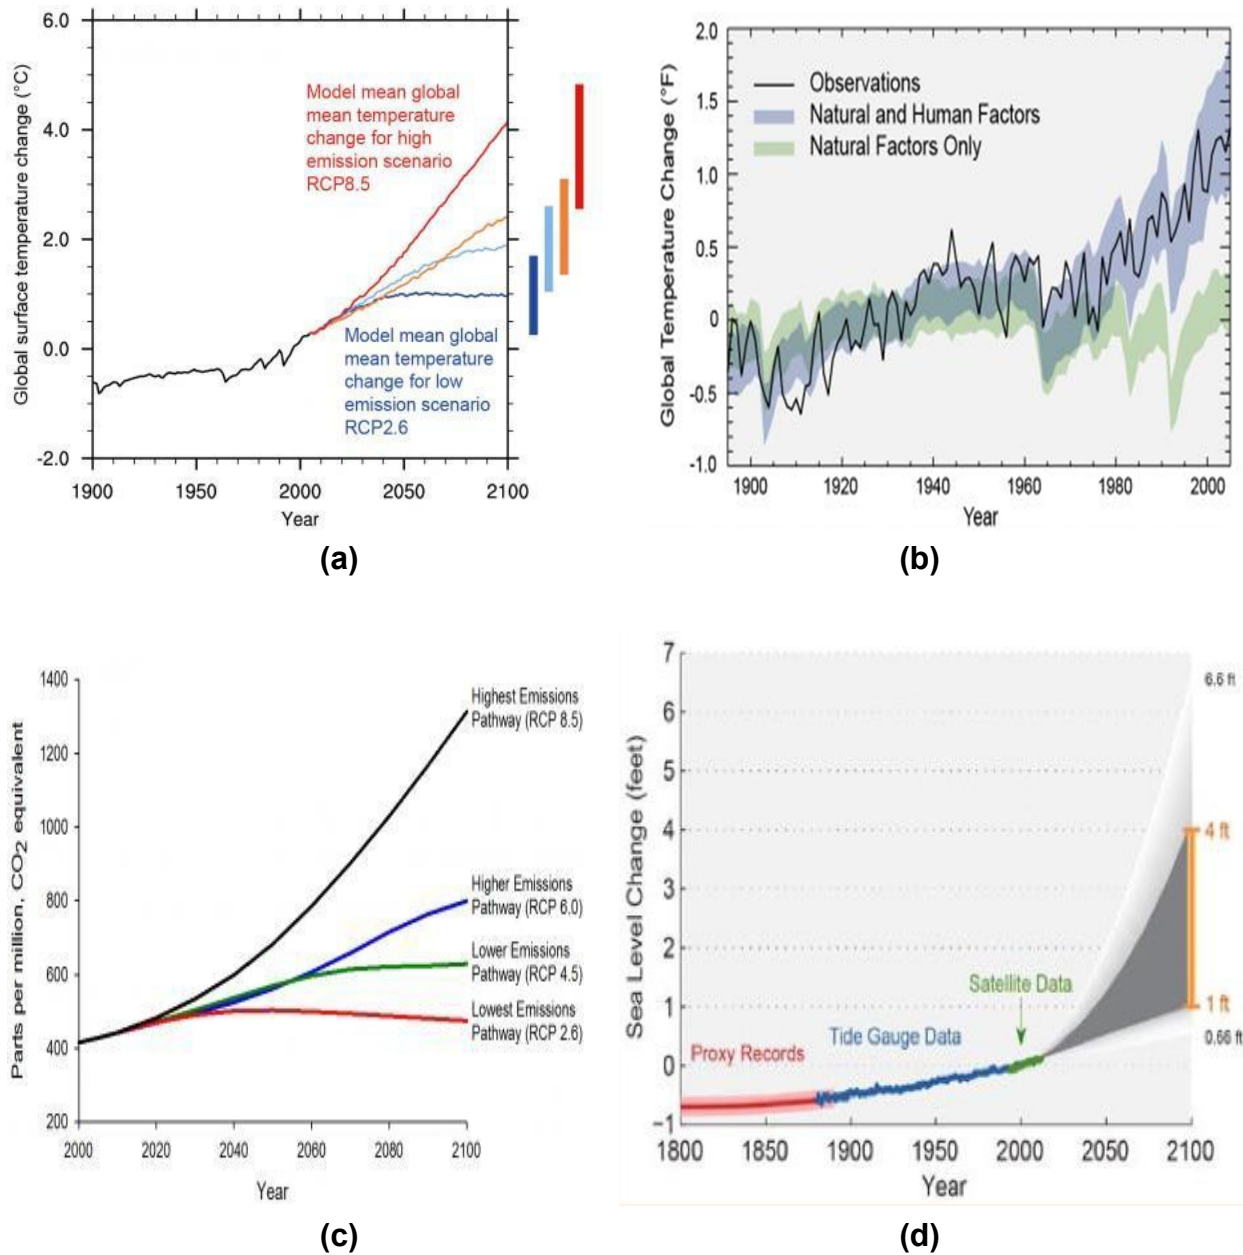 6.0
4.0
2.0
0.0
-2.0
Global surface temperature change (°C)
Model mean global
mean temperature
change for high
emission scenario
RCP8.5
Model mean global
mean temperature
change for low
emission scenario
RCP2.6
1900 1950 2000 2050 2100
Year
(a)
2.0
1.5
1.0
0.5
0
-0.5
-1.0
Global Temperature Change (°F)
Observations
Natural and Human Factors
Natural Factors Only
1900 1920 1940 1960 1980 2000
Year
(b)
1400
1200
1000
800
600
400
200
Parts per million, CO2 equivalent
Highest Emissions
Pathway (RCP 8.5)
Higher Emissions
Pathway (RCP 6.0)
Lower Emissions
Pathway (RCP 4.5)
Lowest Emissions
Pathway (RCP 2.6)
2000 2020 2040 2060 2080 2100
Year
(c)
7
6
5
4
3
2
1
0
−1
Sea Level Change (feet)
6.6 ft
4 ft
1 ft
0.66 ft
Satellite Data
Tide Gauge Data
Proxy Records
1800 1850 1900 1950 2000 2050 2100
Year
(d)